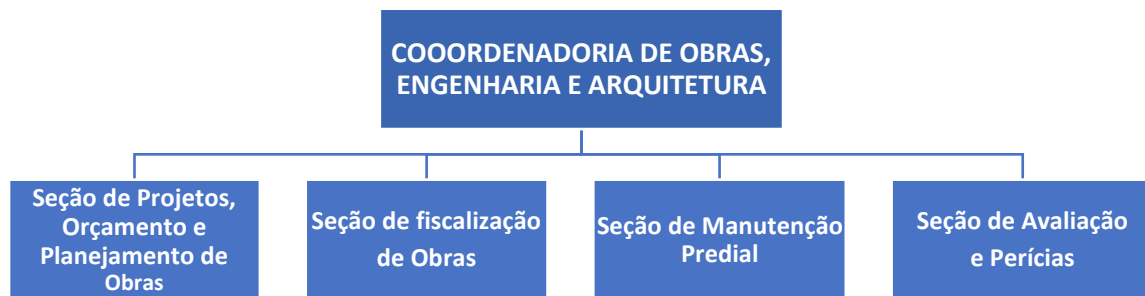 COOORDENADORIA DE OBRAS,
ENGENHARIA E ARQUITETURA
Seção de Projetos,
Orçamento e
Planejamento de
Obras
Seção de fiscalização
de Obras
Seção de Manutenção
Predial
Seção de Avaliação
e Perícias